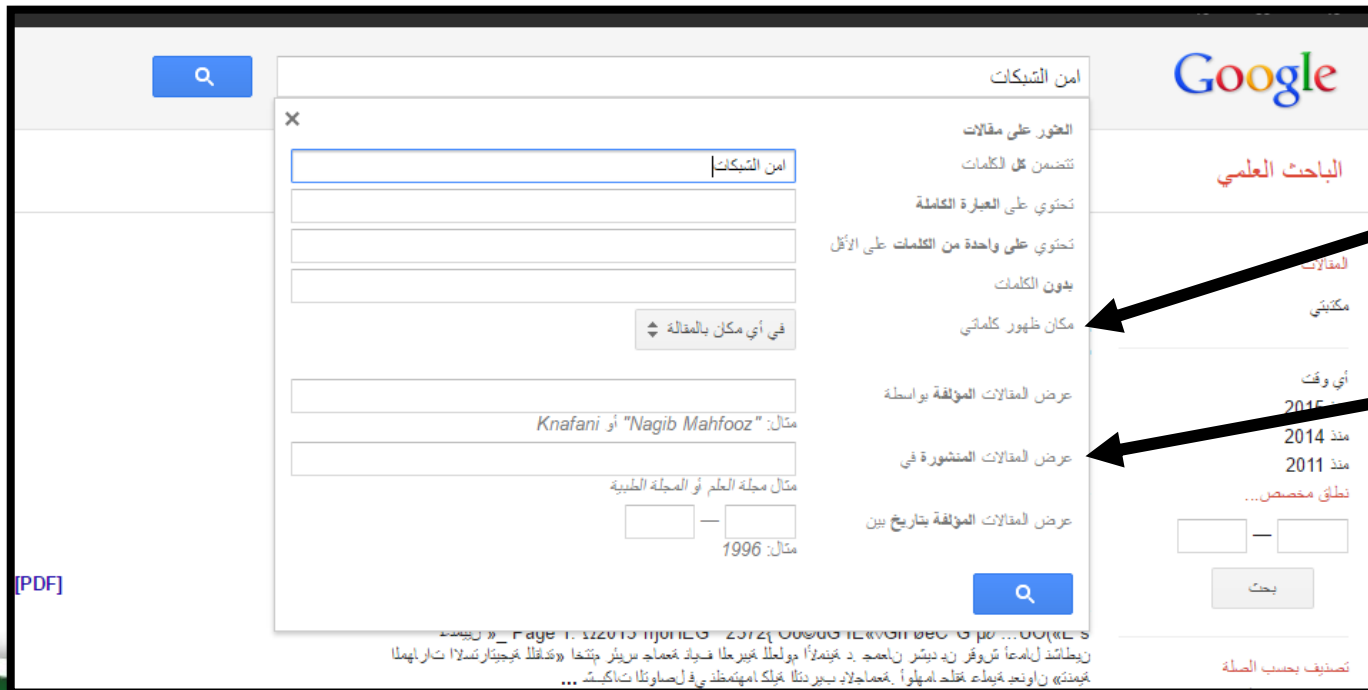 Google
امن الشبكات
الباحث العلمي
العثور على مقالات
تتضمن كل الكلمات
امن الشبكات
تحتوي على العبارة الكاملة
تحتوي على واحدة من الكلمات على الأقل
بدون الكلمات
مكان ظهور كلماتي
في أي مكان بالمقالة
عرض المقالات المؤلفة بواسطة
مثال: "Nagib Mahfooz" أو Knafani
عرض المقالات المنشورة في
مثال مجلة العلم أو المجلة الطبية
عرض المقالات المؤلفة بتاريخ بين
—
مثال: 1996
المقالات
مكتبتي
أي وقت
2015
منذ 2014
منذ 2011
نطاق مخصص...
—
بحث
تصنيف بحسب الصلة
[PDF]